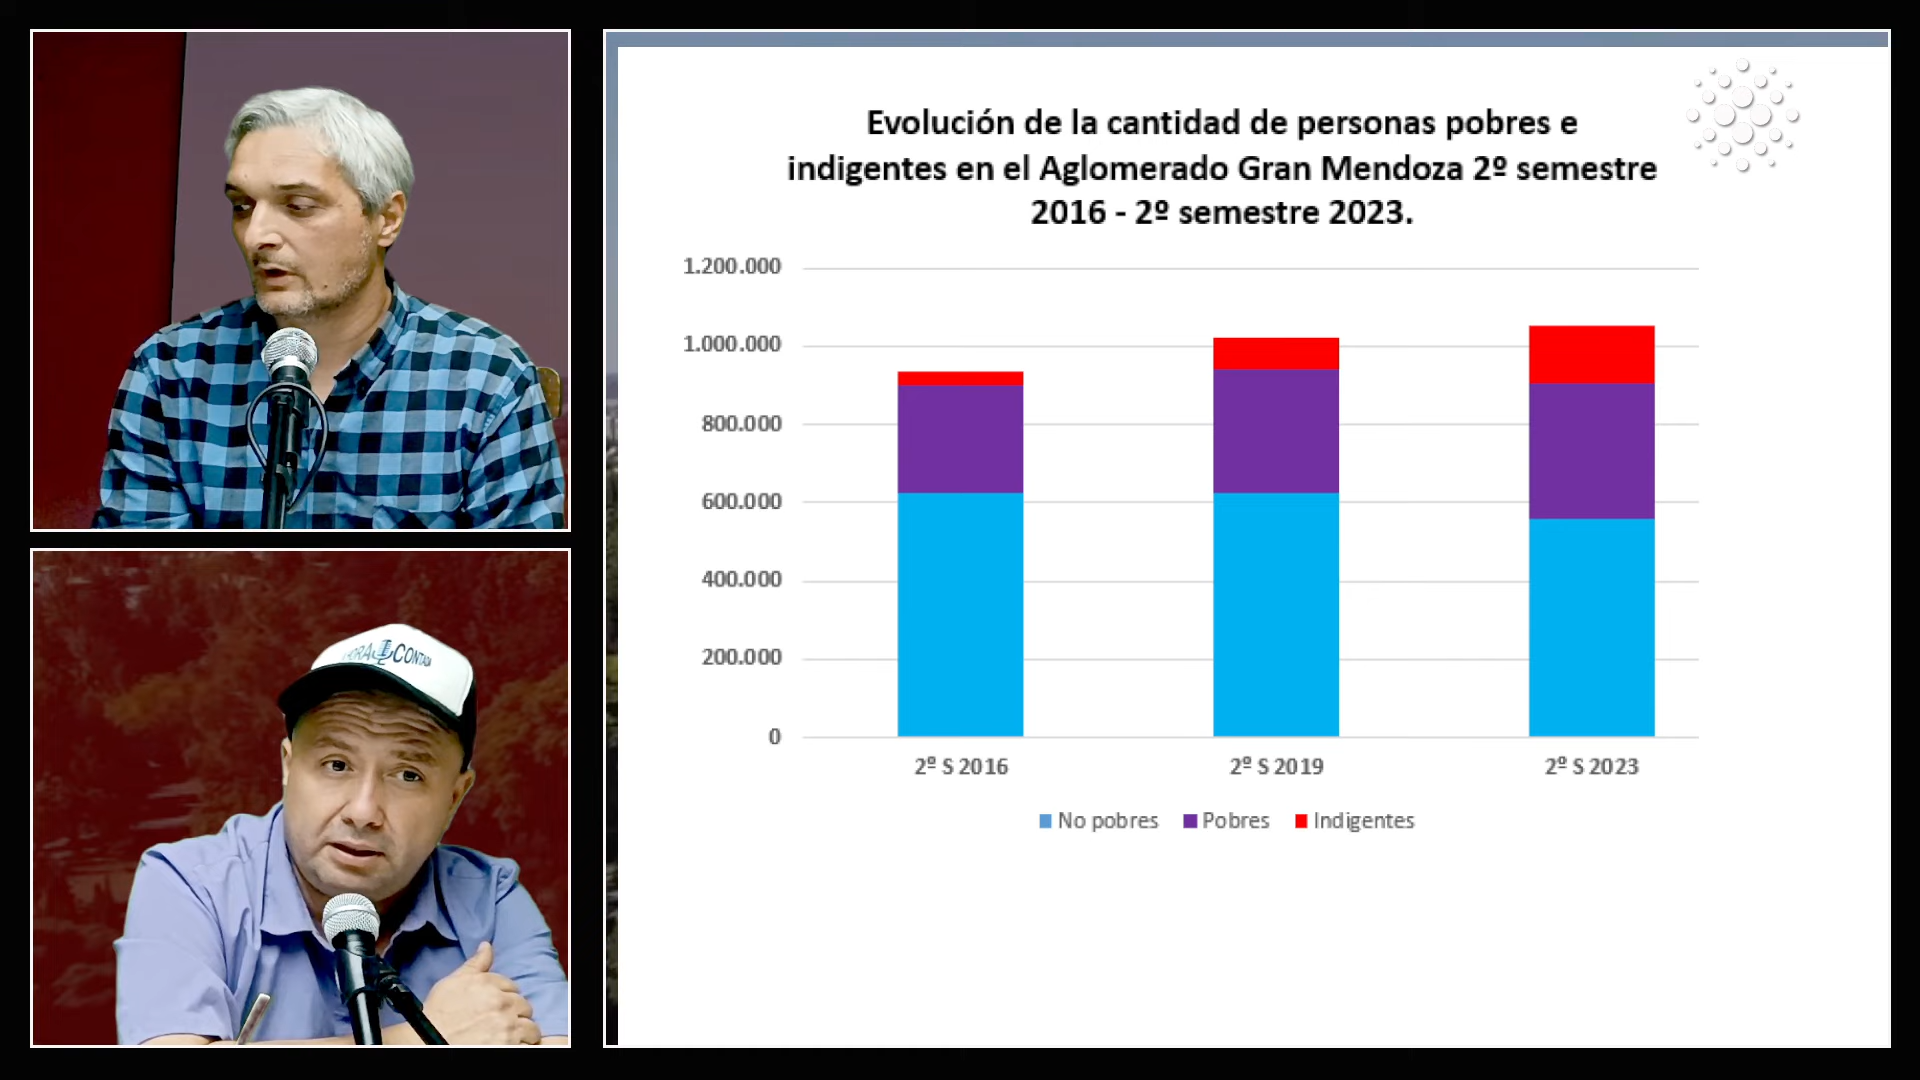 CONTADA
Evolución de la cantidad de personas pobres e
indigentes en el Aglomerado Gran Mendoza 2º semestre
2016 - 2º semestre 2023.
1.200.000
1.000.000
800.000
600.000
400.000
200.000
0
2º S 2016
2º S 2019
2º S 2023
No pobres
Pobres
Indigentes